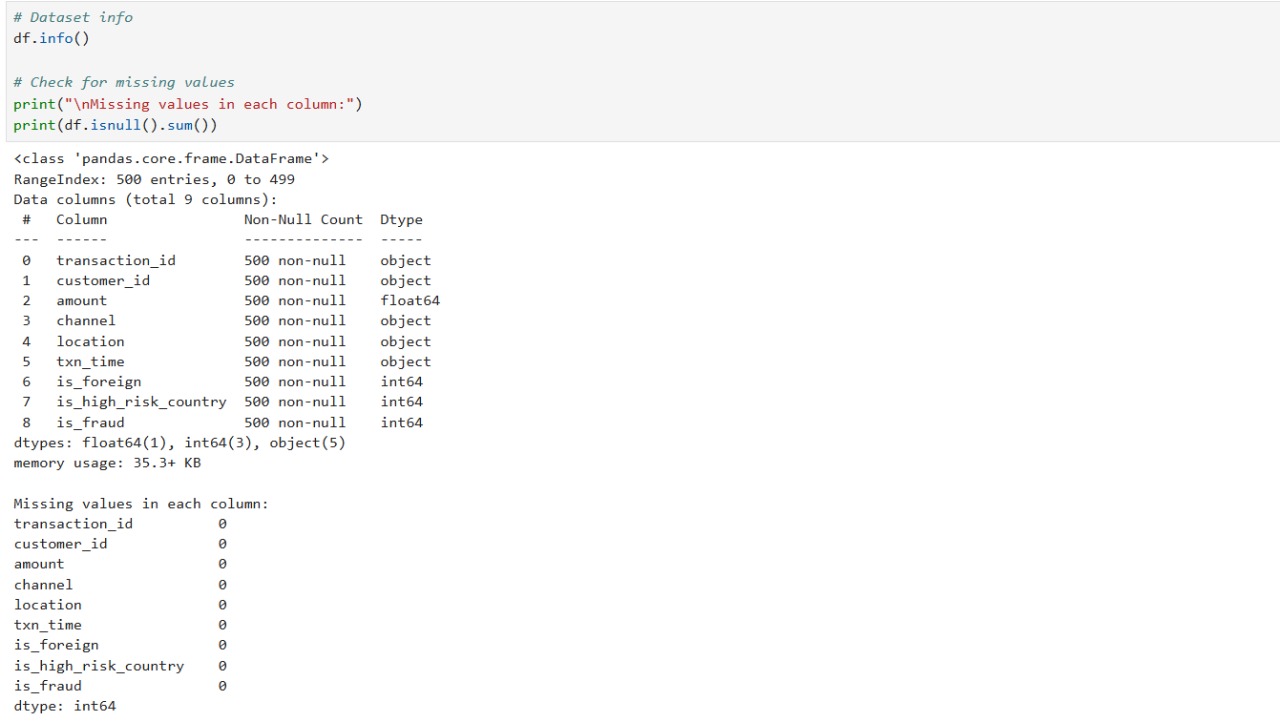 # Dataset info
df.info()
# Check for missing values
print("\nMissing values in each column:")
print(df.isnull().sum())
<class 'pandas.core.frame.DataFrame'>
RangeIndex: 500 entries, 0 to 499
Data columns (total 9 columns):
 #   Column                Non-Null Count  Dtype
---  ------                --------------  -----
 0   transaction_id        500 non-null    object
 1   customer_id           500 non-null    object
 2   amount                500 non-null    float64
 3   channel               500 non-null    object
 4   location              500 non-null    object
 5   txn_time              500 non-null    object
 6   is_foreign            500 non-null    int64
 7   is_high_risk_country  500 non-null    int64
 8   is_fraud              500 non-null    int64
dtypes: float64(1), int64(3), object(5)
memory usage: 35.3+ KB
Missing values in each column:
transaction_id          0
customer_id             0
amount                  0
channel                 0
location                0
txn_time                0
is_foreign              0
is_high_risk_country    0
is_fraud                0
dtype: int64